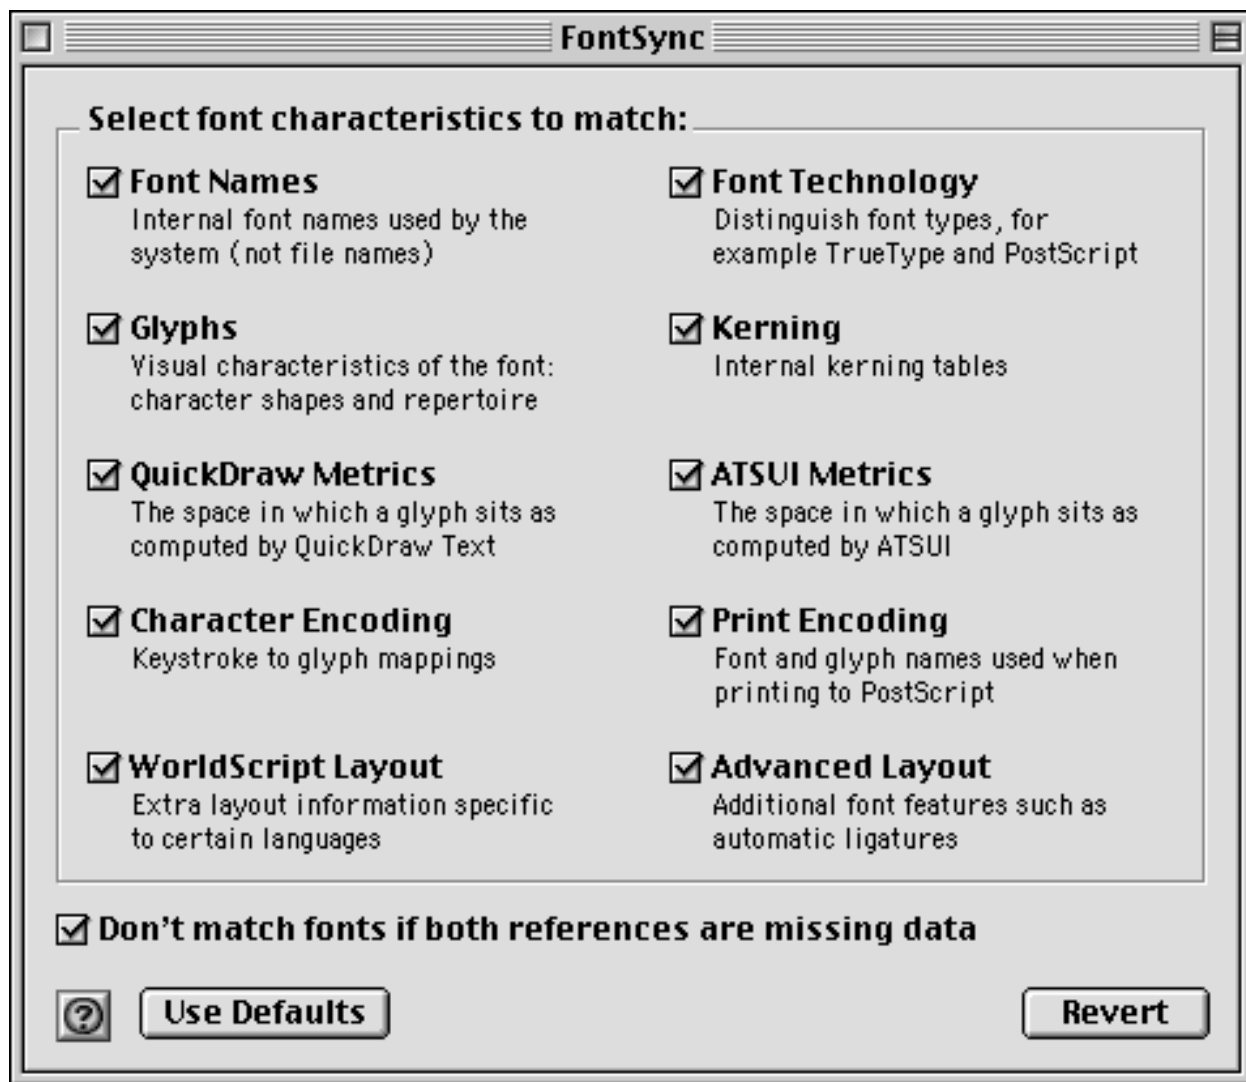 FontSync
Select font characteristics to match:
Font Names
Internal font names used by the
system (not file names)
Font Technology
Distinguish font types, for
example TrueType and PostScript
Glyphs
Visual characteristics of the font:
character shapes and repertoire
Kerning
Internal kerning tables
QuickDraw Metrics
The space in which a glyph sits as
computed by QuickDraw Text
ATSUI Metrics
The space in which a glyph sits as
computed by ATSUI
Character Encoding
Keystroke to glyph mappings
Print Encoding
Font and glyph names used when
printing to PostScript
WorldScript Layout
Extra layout information specific
to certain languages
Advanced Layout
Additional font features such as
automatic ligatures
Don't match fonts if both references are missing data
?
Use Defaults
Revert